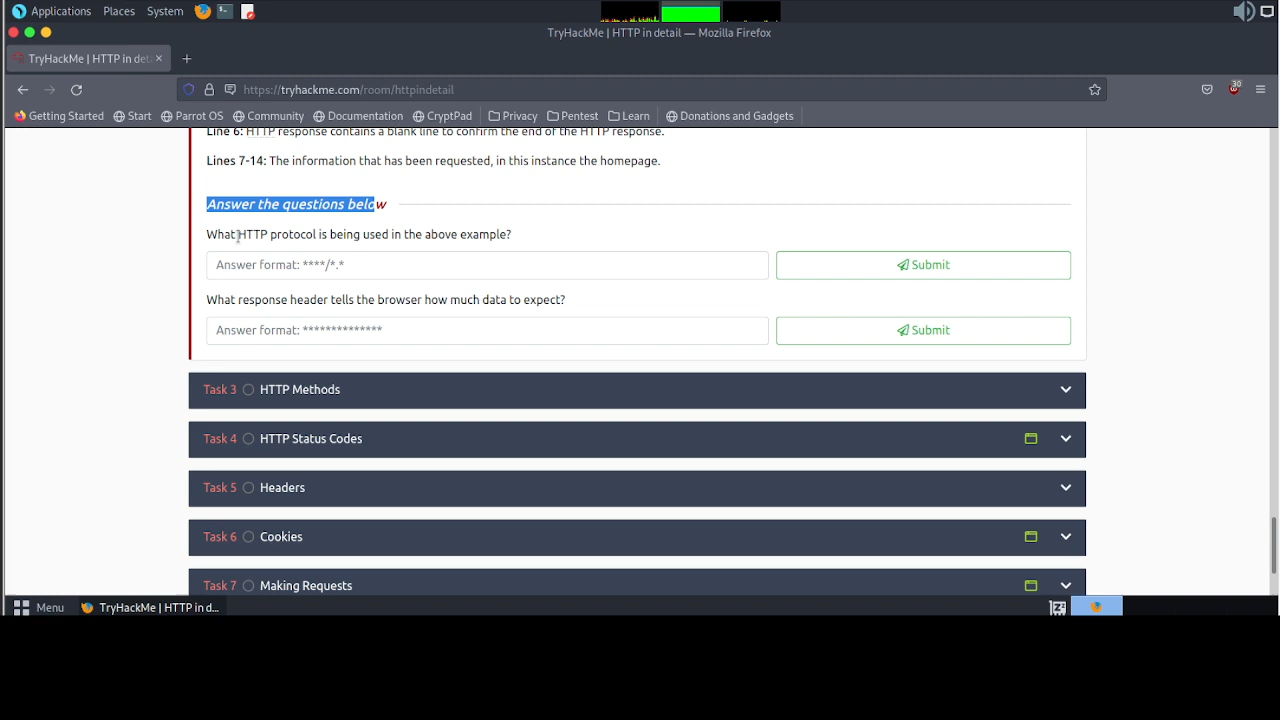 Applications Places System
TryHackMe | HTTP in detail — Mozilla Firefox
TryHackMe | HTTP in det
https://tryhackme.com/room/httpindetail
30
Getting Started Start Parrot OS Community Documentation CryptPad Privacy Pentest Learn Donations and Gadgets
Line 6: HTTP response contains a blank line to confirm the end of the HTTP response.
Lines 7-14: The information that has been requested, in this instance the homepage.
Answer the questions below
What HTTP protocol is being used in the above example?
Answer format: ****/*.* Submit
What response header tells the browser how much data to expect?
Answer format: ************** Submit
Task 3 HTTP Methods
Task 4 HTTP Status Codes
Task 5 Headers
Task 6 Cookies
Task 7 Making Requests
Menu TryHackMe | HTTP in d...